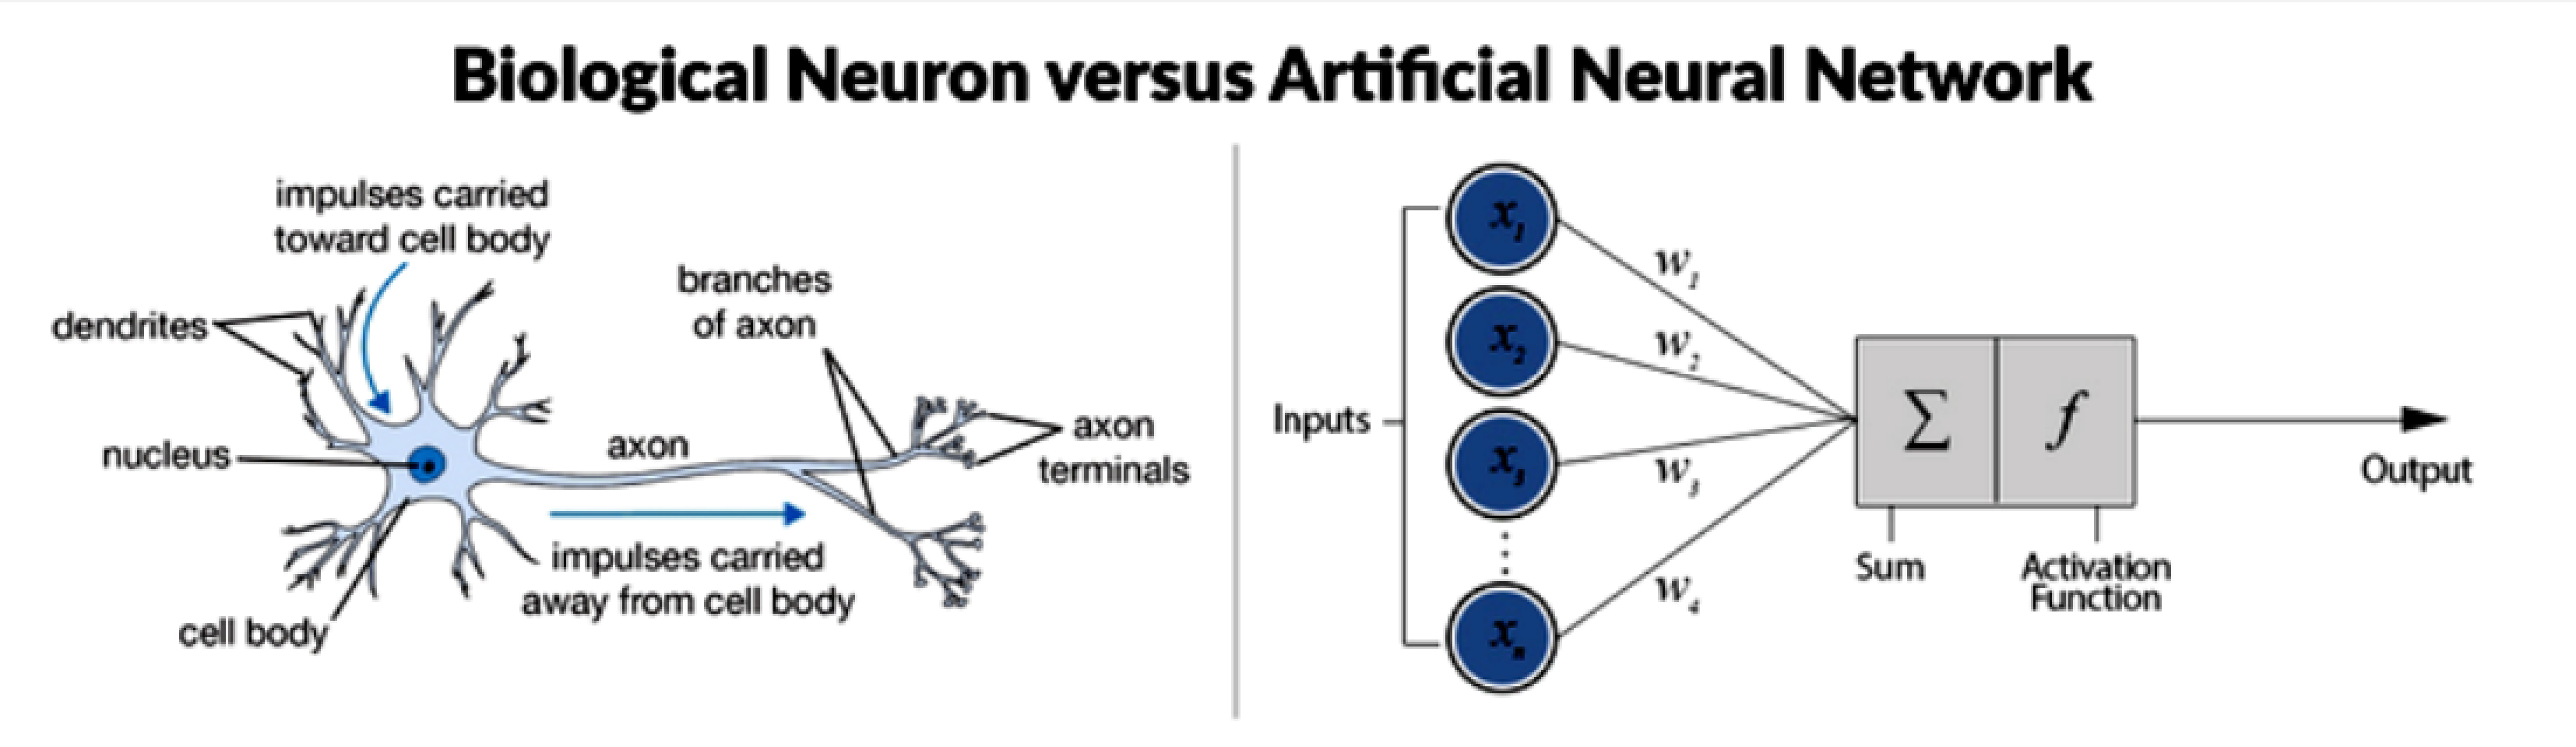 Biological Neuron versus Artificial Neural Network
impulses carried
toward cell body
dendrites
branches
of axon
nucleus
axon
axon
terminals
impulses carried
away from cell body
cell body
Inputs
x1
x2
x3
xn
w1
w2
w3
w4
Σ
f
Sum
Activation
Function
Output